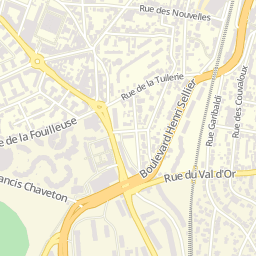 Rue des Nouvelles
Rue de la Tuilerie
Boulevard Henri Sellier
Rue Garibaldi
Rue des Couvaloux
e de la Fouilleuse
Rue du Val d'Or
ancis Chaveton